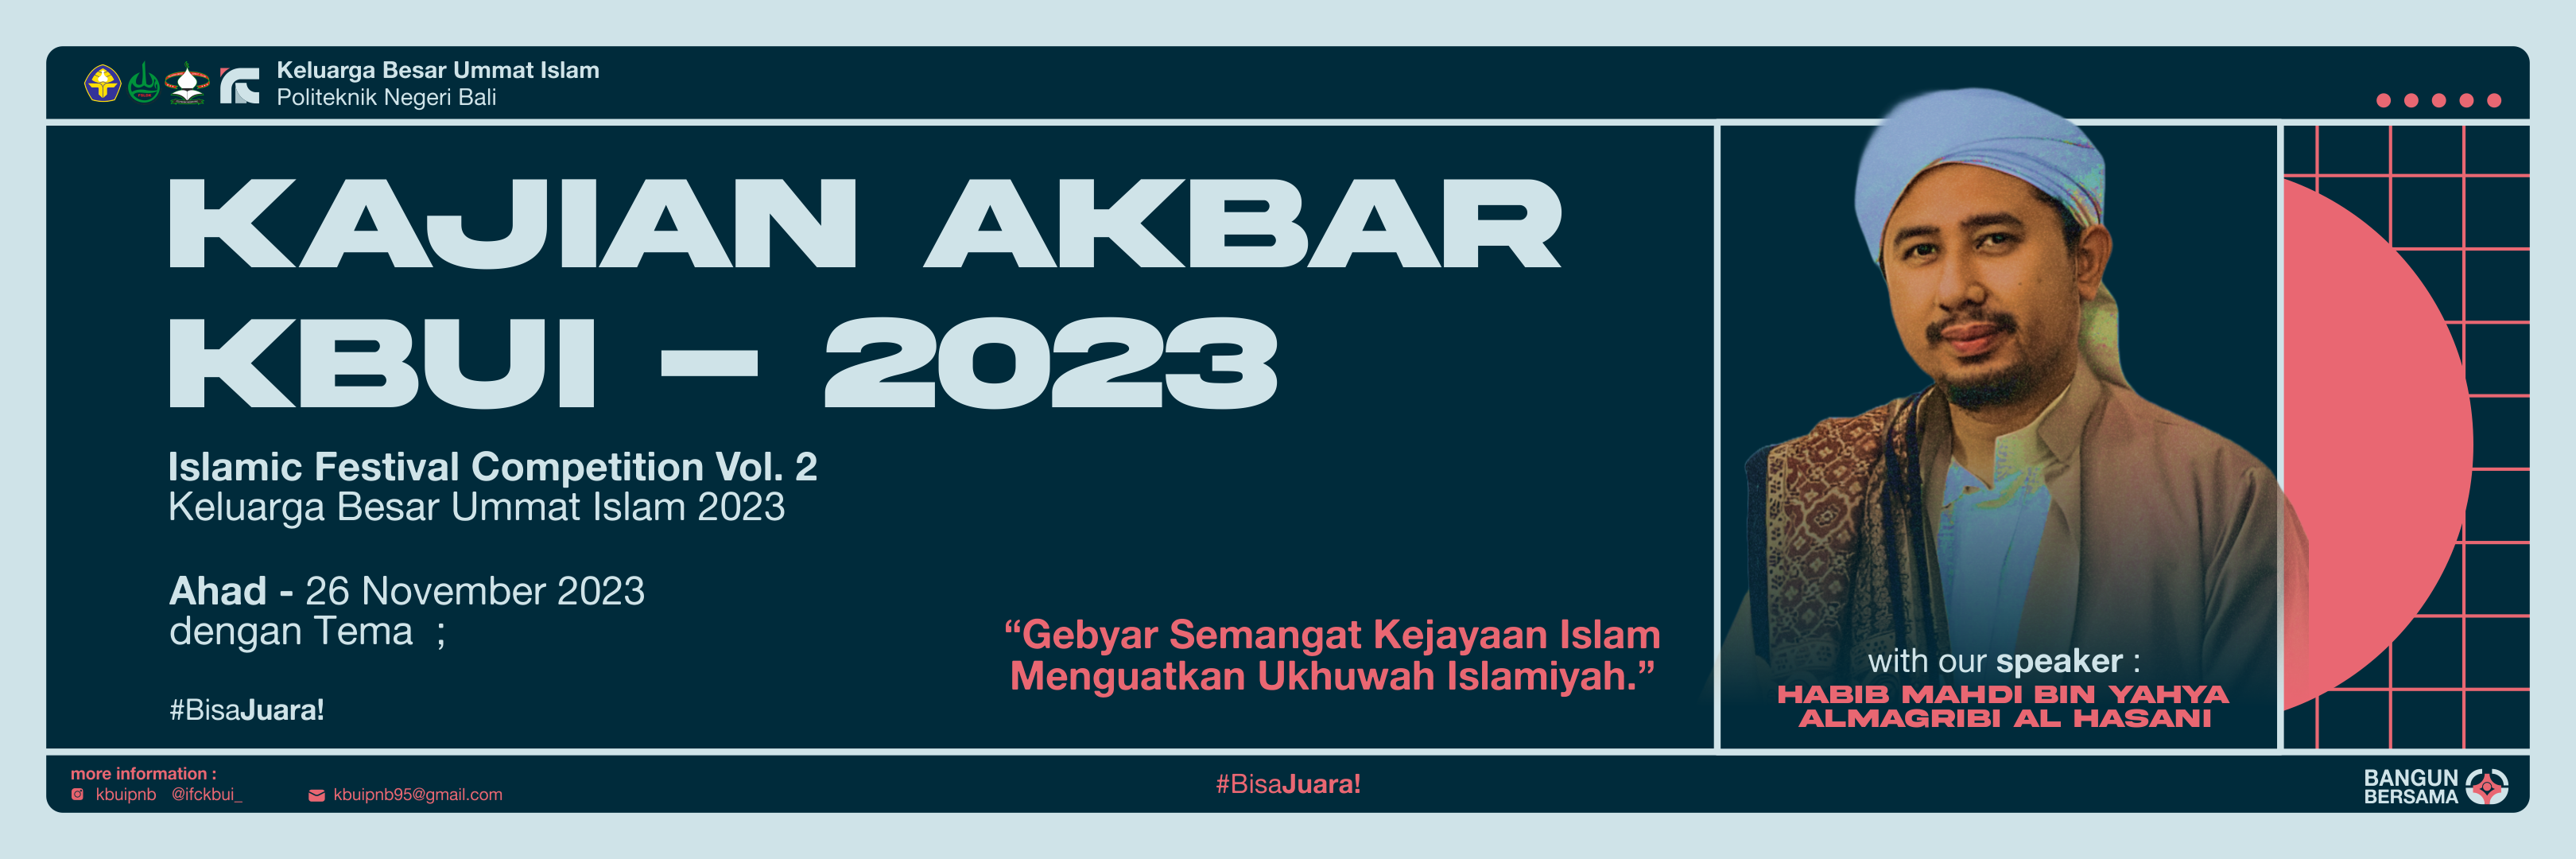 Keluarga Besar Ummat Islam
Politeknik Negeri Bali
KAJIAN AKBAR
KBUI - 2023
Islamic Festival Competition Vol. 2
Keluarga Besar Ummat Islam 2023
Ahad - 26 November 2023
dengan Tema ;
“Gebyar Semangat Kejayaan Islam
Menguatkan Ukhuwah Islamiyah.”
#BisaJuara!
with our speaker :
HABIB MAHDI BIN YAHYA
ALMAGRIBI AL HASANI
more information :
kbuipnb @ifckbui_ kbuipnb95@gmail.com
#BisaJuara!
BANGUN
BERSAMA